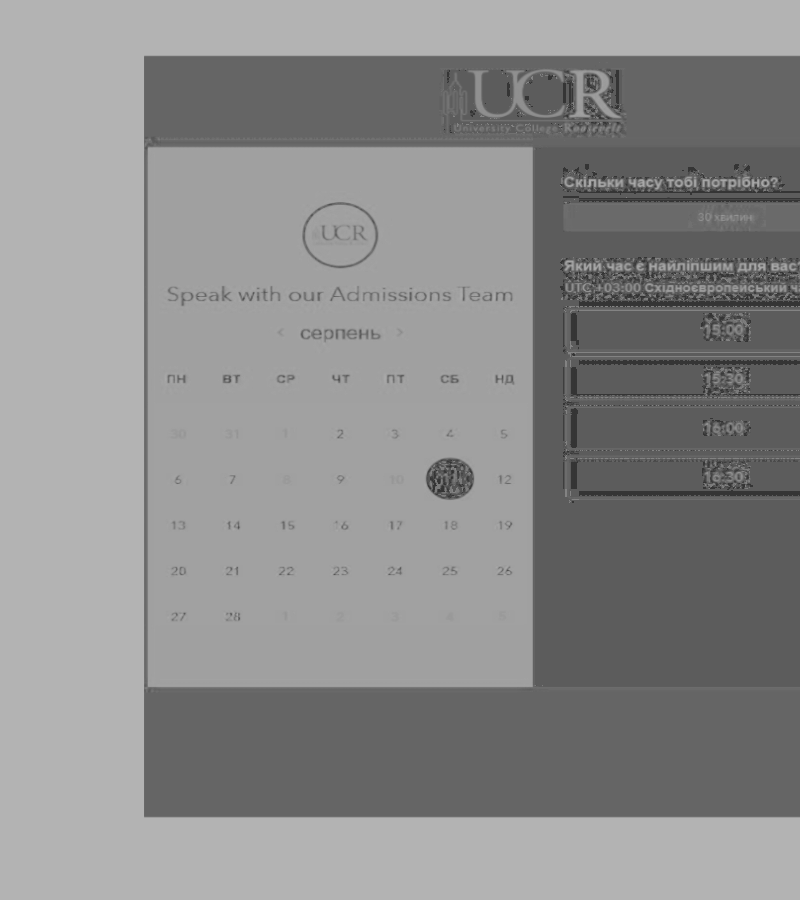 UCR
University College Roosevelt
UCR
Speak with our Admissions Team
< серпень >
ПН ВТ СР ЧТ ПТ СБ НД
30 31 1 2 3 4 5
6 7 8 9 10 12
13 14 15 16 17 18 19
20 21 22 23 24 25 26
27 28 1 2 3 4 5
Скільки часу тобі потрібно?
30 хвилин
Який час є найліпшим для вас?
UTC +03:00 Східноєвропейський ч
15:00
15:30
16:00
16:30